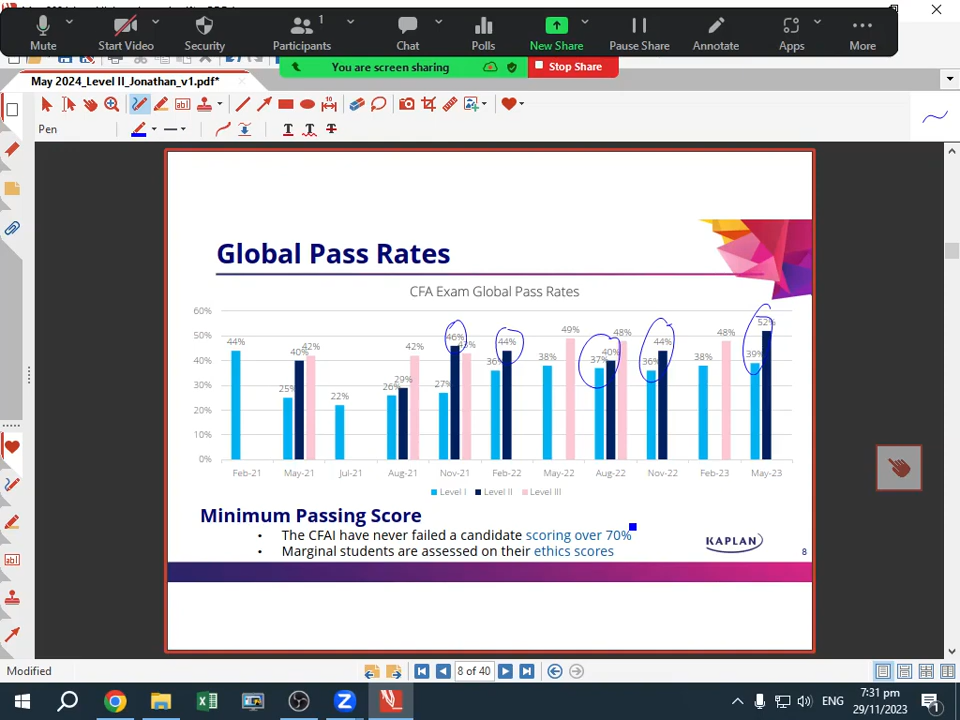 Mute
Start Video
Security
Participants
1
Chat
Polls
New Share
Pause Share
Annotate
Apps
More
You are screen sharing
Stop Share
May 2024_Level II_Jonathan_v1.pdf*
Pen
Global Pass Rates
CFA Exam Global Pass Rates
60%
50%
40%
30%
20%
10%
0%
44%
25%
40%
42%
22%
26%
29%
42%
27%
46%
43%
36%
44%
38%
49%
37%
40%
48%
36%
44%
38%
48%
39%
52%
Feb-21
May-21
Jul-21
Aug-21
Nov-21
Feb-22
May-22
Aug-22
Nov-22
Feb-23
May-23
Level I
Level II
Level III
Minimum Passing Score
• The CFAI have never failed a candidate scoring over 70%
• Marginal students are assessed on their ethics scores
KAPLAN
8
Modified
8 of 40
ENG
7:31 pm
29/11/2023
1